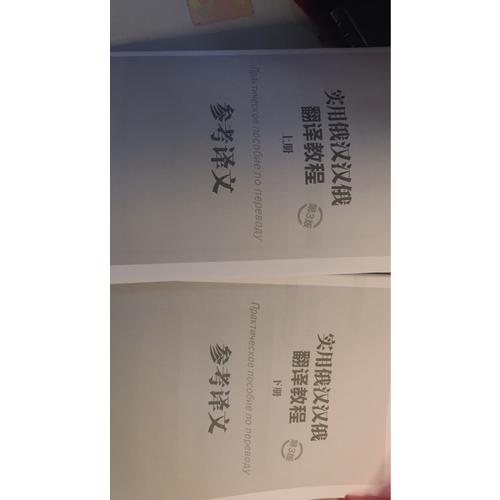 实用俄汉汉俄
翻译教程
第3版
上册
Практическое пособие по переводу
参考译文
实用俄汉汉俄
翻译教程
第3版
下册
Практическое пособие по переводу
参考译文